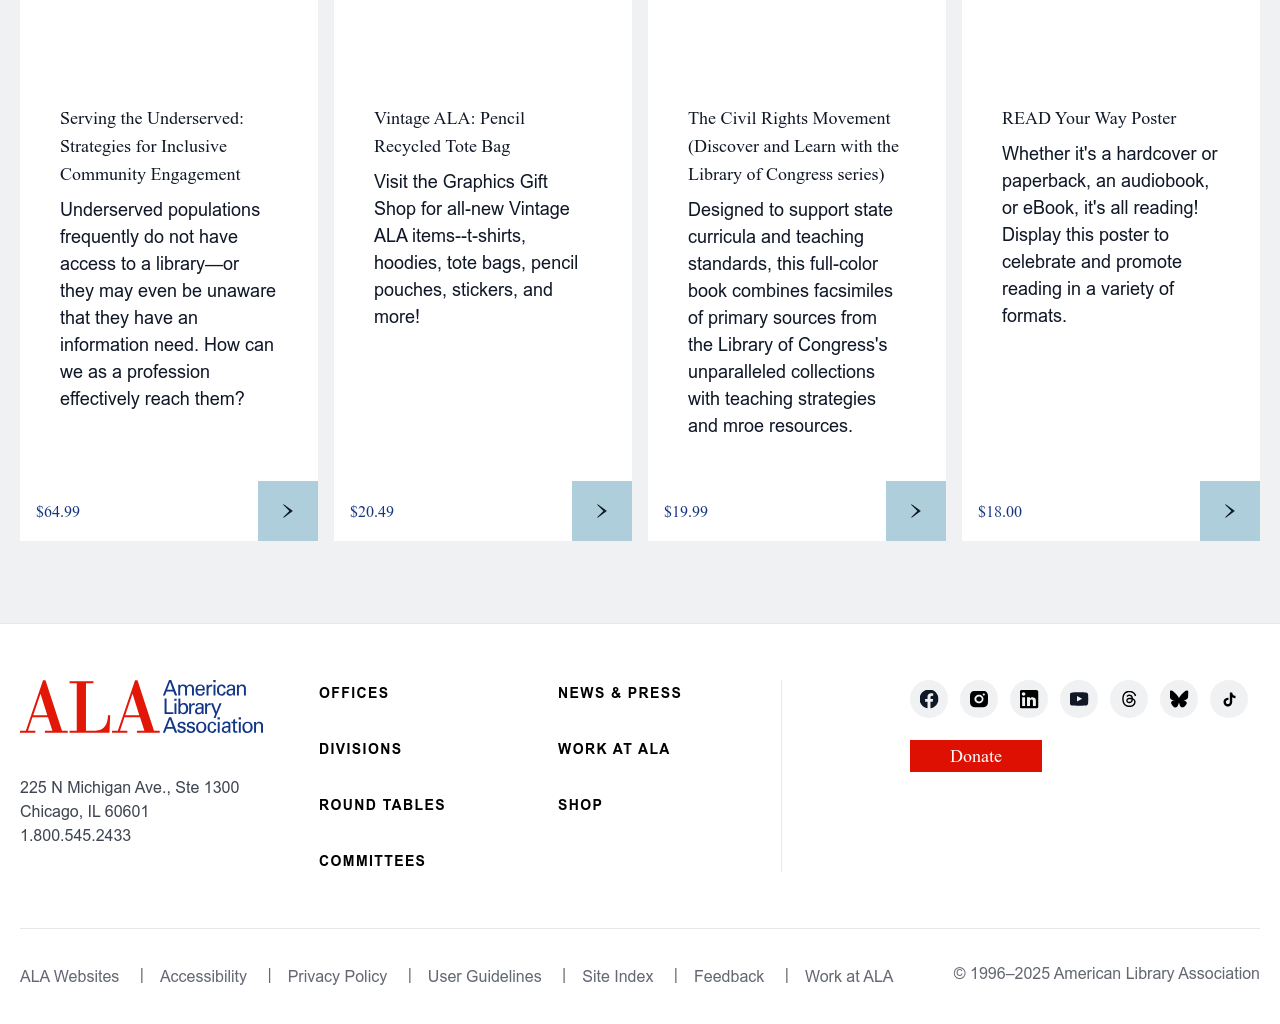 Serving the Underserved:
Strategies for Inclusive
Community Engagement
Underserved populations
frequently do not have
access to a library—or
they may even be unaware
that they have an
information need. How can
we as a profession
effectively reach them?
$64.99
Vintage ALA: Pencil
Recycled Tote Bag
Visit the Graphics Gift
Shop for all-new Vintage
ALA items--t-shirts,
hoodies, tote bags, pencil
pouches, stickers, and
more!
$20.49
The Civil Rights Movement
(Discover and Learn with the
Library of Congress series)
Designed to support state
curricula and teaching
standards, this full-color
book combines facsimiles
of primary sources from
the Library of Congress's
unparalleled collections
with teaching strategies
and mroe resources.
$19.99
READ Your Way Poster
Whether it's a hardcover or
paperback, an audiobook,
or eBook, it's all reading!
Display this poster to
celebrate and promote
reading in a variety of
formats.
$18.00
ALA American
Library
Association
225 N Michigan Ave., Ste 1300
Chicago, IL 60601
1.800.545.2433
OFFICES
DIVISIONS
ROUND TABLES
COMMITTEES
NEWS & PRESS
WORK AT ALA
SHOP
Donate
ALA Websites | Accessibility | Privacy Policy | User Guidelines | Site Index | Feedback | Work at ALA
© 1996–2025 American Library Association